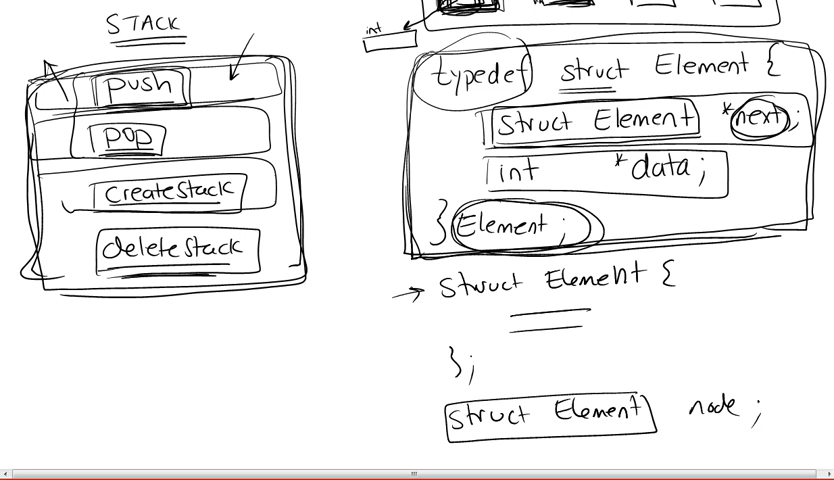 STACK
push
pop
createStack
deleteStack
int
typedef struct Element {
struct Element *next;
int *data;
} Element;
→ struct Element {
};
struct Element node;